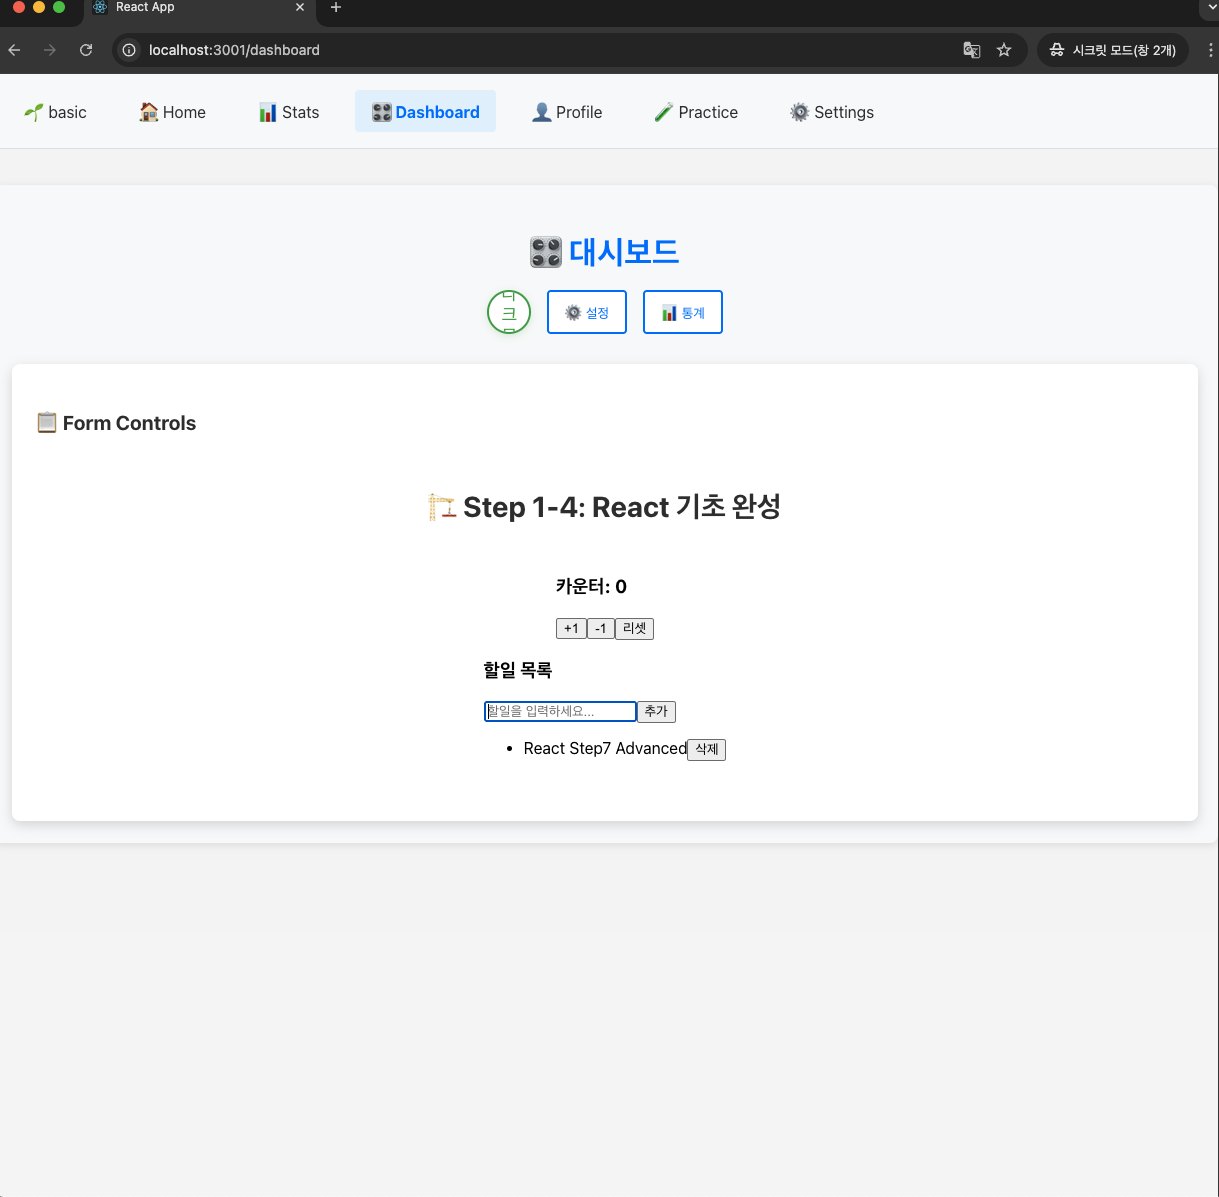 React App
localhost:3001/dashboard
시크릿 모드(창 2개)
basic
Home
Stats
Dashboard
Profile
Practice
Settings
대시보드
크
설정
통계
Form Controls
Step 1-4: React 기초 완성
카운터: 0
+1 -1 리셋
할일 목록
할일을 입력하세요... 추가
React Step7 Advanced 삭제